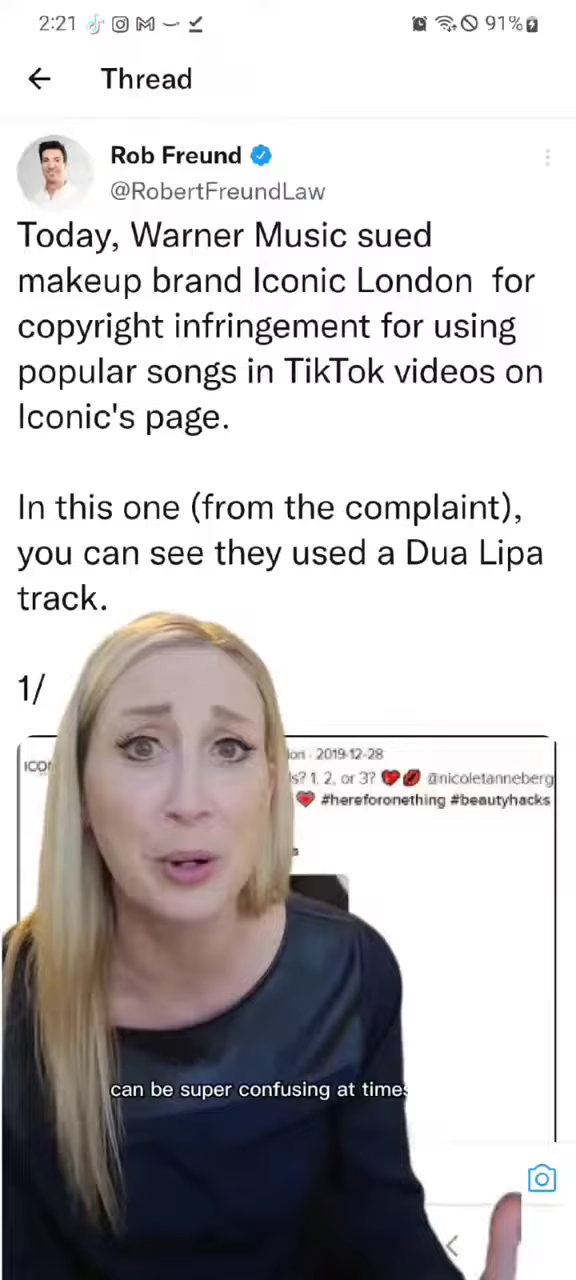 2:21
91%
Thread
Rob Freund
@RobertFreundLaw
Today, Warner Music sued
makeup brand Iconic London for
copyright infringement for using
popular songs in TikTok videos on
Iconic's page.
In this one (from the complaint),
you can see they used a Dua Lipa
track.
1/
2019-12-28
1, 2, or 3? ❤️💋 @nicoletanneberg
❤️ #hereforonething #beautyhacks
can be super confusing at times